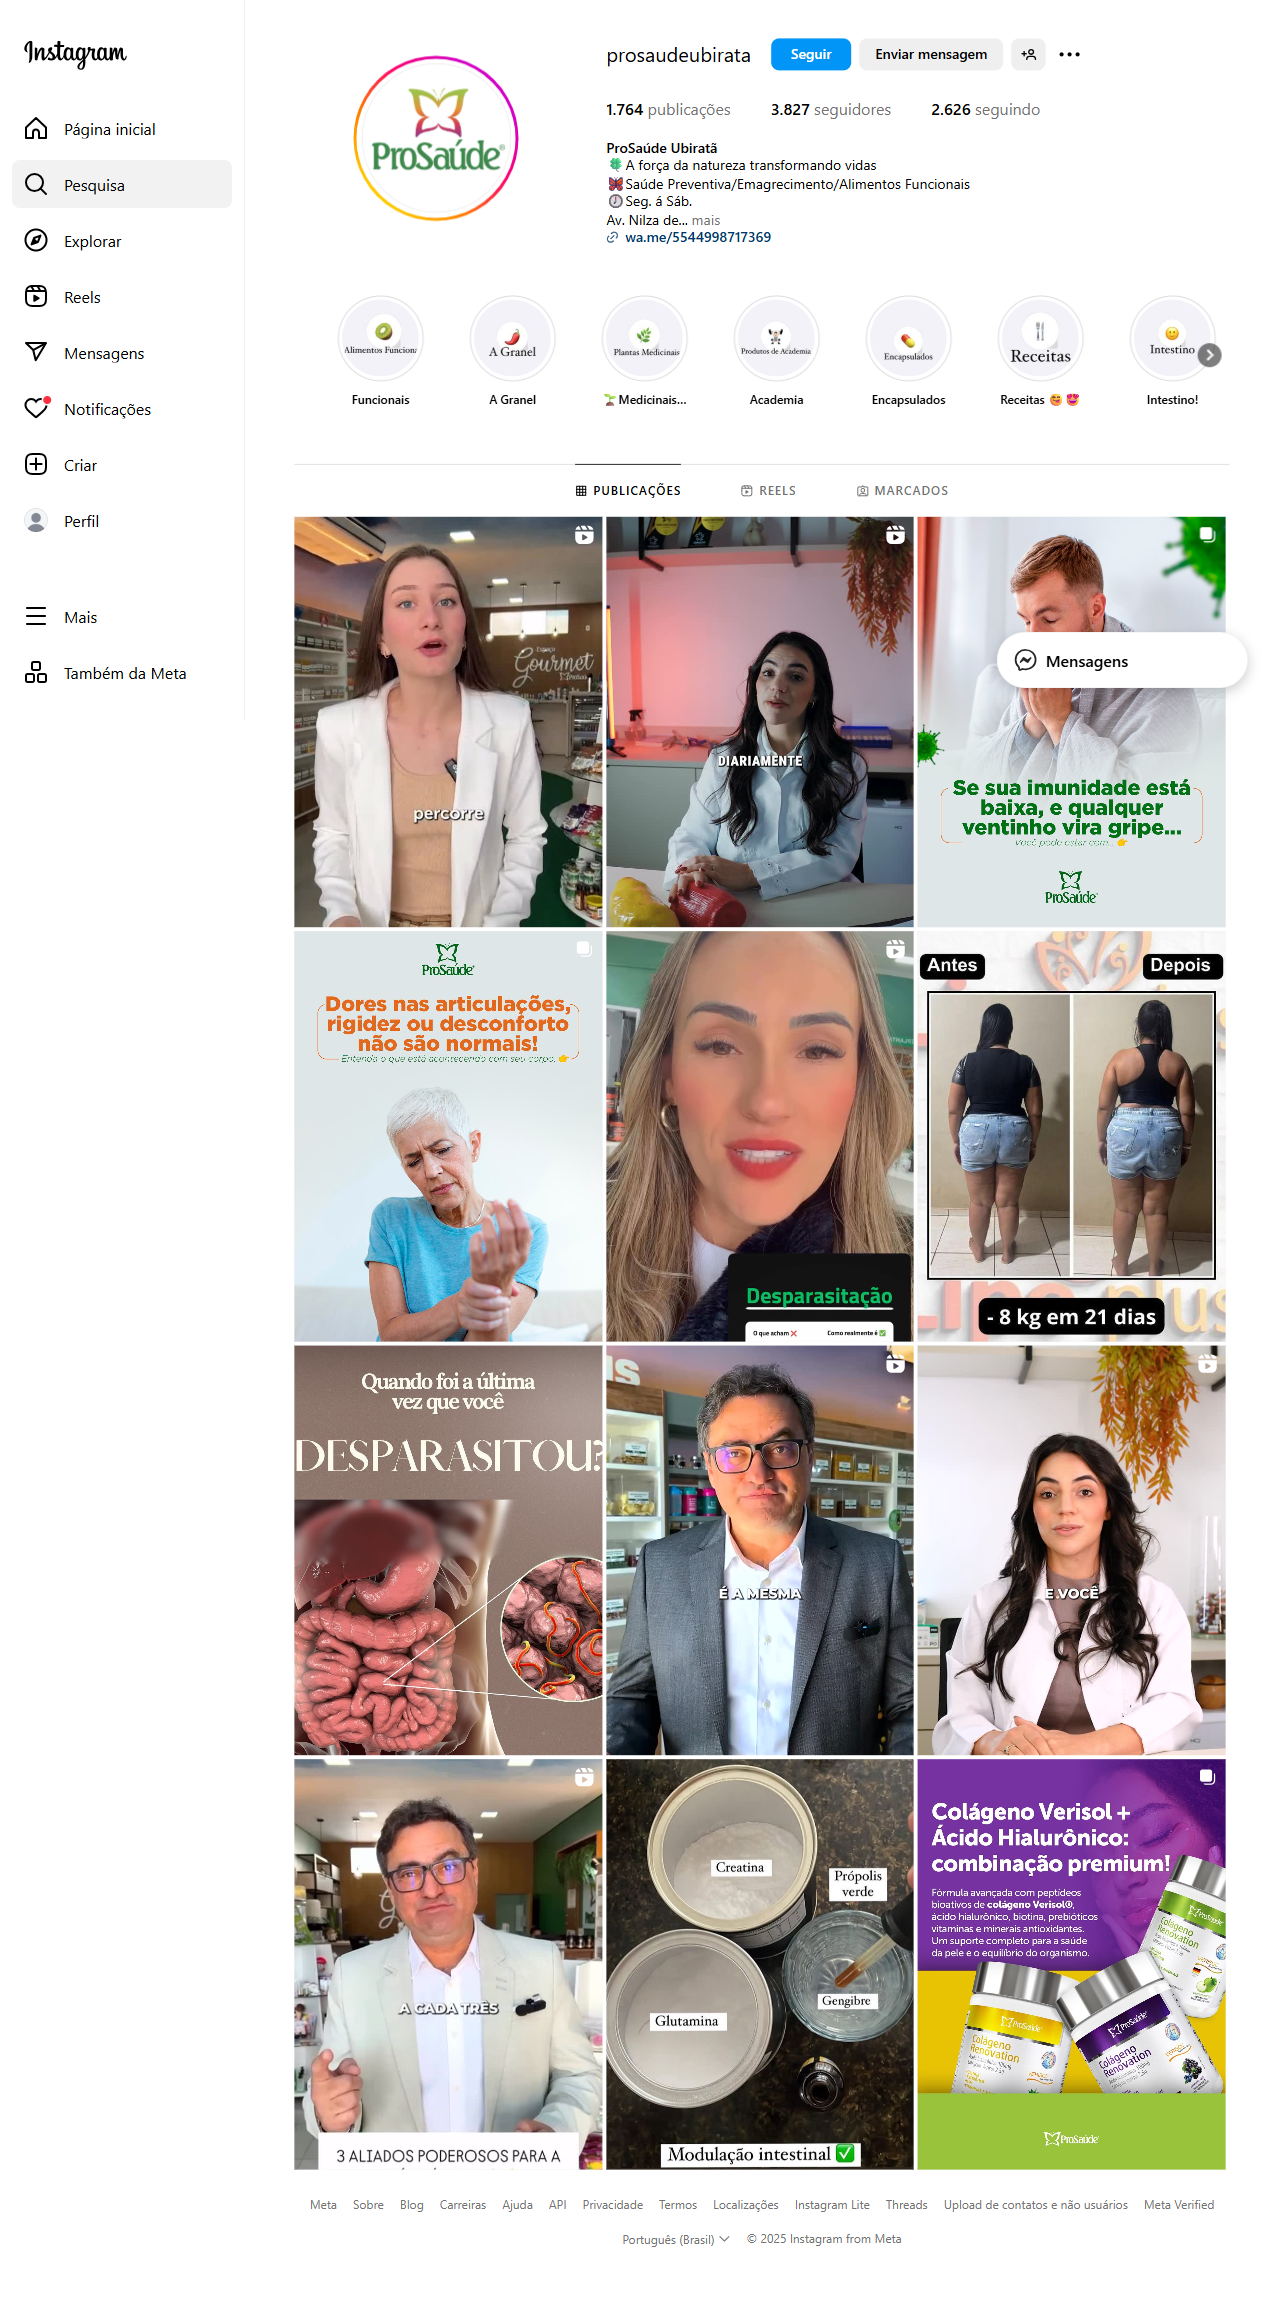 Instagram
Página inicial
Pesquisa
Explorar
Reels
Mensagens
Notificações
Criar
Perfil
Mais
Também da Meta
ProSaúde
prosaudeubirata
Seguir
Enviar mensagem
1.764 publicações
3.827 seguidores
2.626 seguindo
ProSaúde Ubiratã
🍀 A força da natureza transformando vidas
🦋Saúde Preventiva/Emagrecimento/Alimentos Funcionais
🕖Seg. á Sáb.
Av. Nilza de... mais
wa.me/5544998717369
Alimentos Funcion
A Granel
Plantas Medicinais
Produtos de Academia
Encapsulados
Receitas
Intestino
Funcionais
A Granel
🌱Medicinais...
Academia
Encapsulados
Receitas 😋 😍
Intestino!
PUBLICAÇÕES
REELS
MARCADOS
Espaço
Gourmet
percorre
DIARIAMENTE
Mensagens
Se sua imunidade está
baixa, e qualquer
ventinho vira gripe...
Você pode estar com... 👉
ProSaúde
ProSaúde
Dores nas articulações,
rigidez ou desconforto
não são normais!
Entenda o que está acontecendo com seu corpo. 👉
Desparasitação
O que acham ❌
Como realmente é ✅
Antes
Depois
- 8 kg em 21 dias
Quando foi a última
vez que você
DESPARASITOU?
É A MESMA
E VOCÊ
A CADA TRÊS
3 ALIADOS PODEROSOS PARA A
Creatina
Própolis
verde
Glutamina
Gengibre
Modulação intestinal ✅
Colágeno Verisol +
Ácido Hialurônico:
combinação premium!
Fórmula avançada com peptídeos
bioativos de colágeno Verisol®,
ácido hialurônico, biotina, prebióticos
vitaminas e minerais antioxidantes.
Um suporte completo para a saúde
da pele e o equilíbrio do organismo.
ProSaúde
Colágeno
Renovation
ProSaúde
Colágeno
Renovation
ProSaúde
Colágeno
Renovation
ProSaúde
Meta
Sobre
Blog
Carreiras
Ajuda
API
Privacidade
Termos
Localizações
Instagram Lite
Threads
Upload de contatos e não usuários
Meta Verified
Português (Brasil)
© 2025 Instagram from Meta